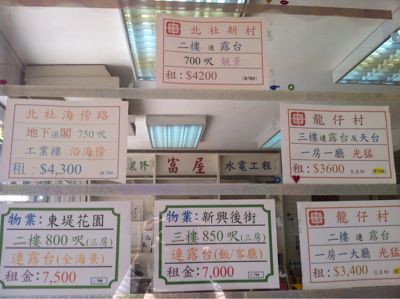 北社新村
二樓連露台
700呎 靚景
租：$4200
北社海傍路
地下連閣 750呎
工業樓 沿海傍
租：$4,300
龍仔村
三樓連露台及天台
一房一廳 光猛
租：$3600
裝修
富屋
水電工程
物業：東堤花園
二樓800呎(三房)
連露台(全海景)
租金：7,500
物業：新興後街
三樓 850呎(三房)
連露台(飯/客廳)
租金：7,000
龍仔村
二樓 連露台
一房一大廳 光猛
租：$3,400